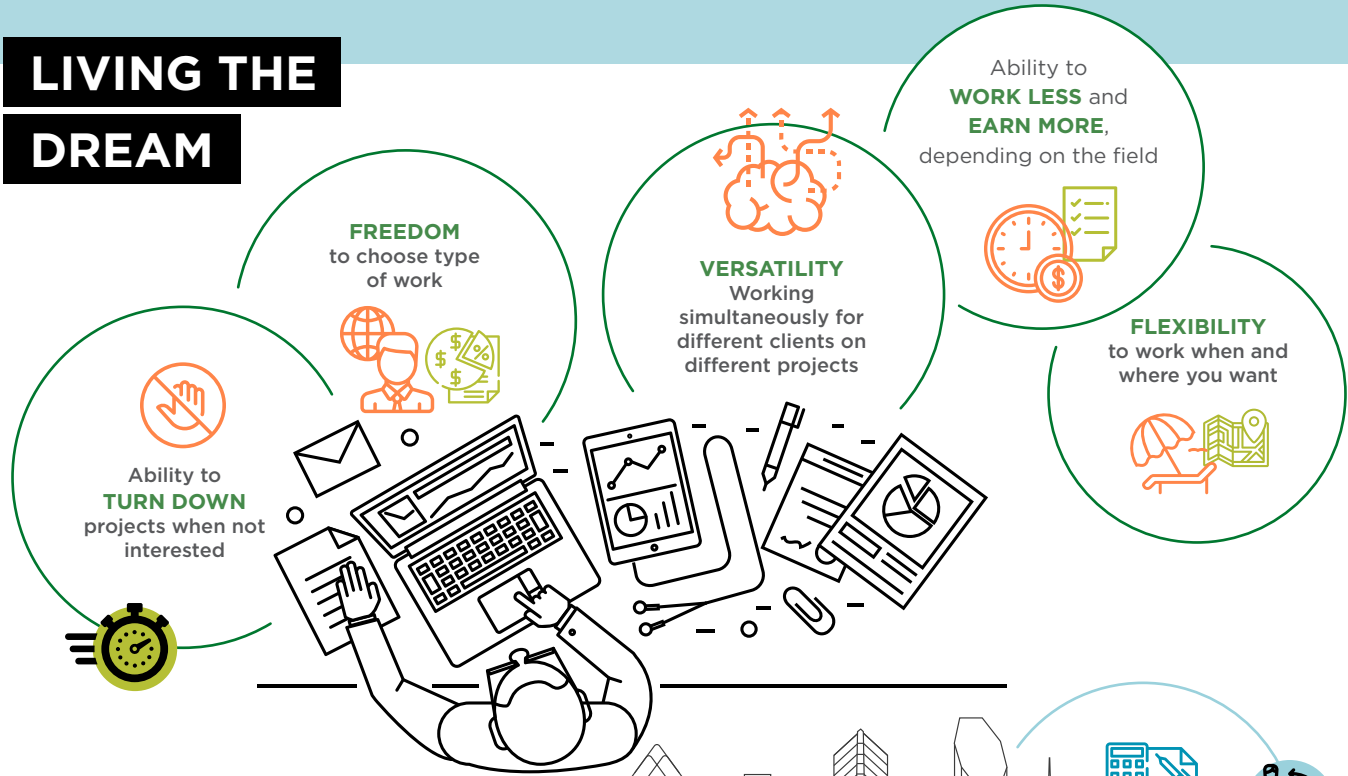 LIVING THE
DREAM
Ability to
TURN DOWN
projects when not
interested
FREEDOM
to choose type
of work
VERSATILITY
Working
simultaneously for
different clients on
different projects
Ability to
WORK LESS and
EARN MORE,
depending on the field
FLEXIBILITY
to work when and
where you want
$
$
$
%
$